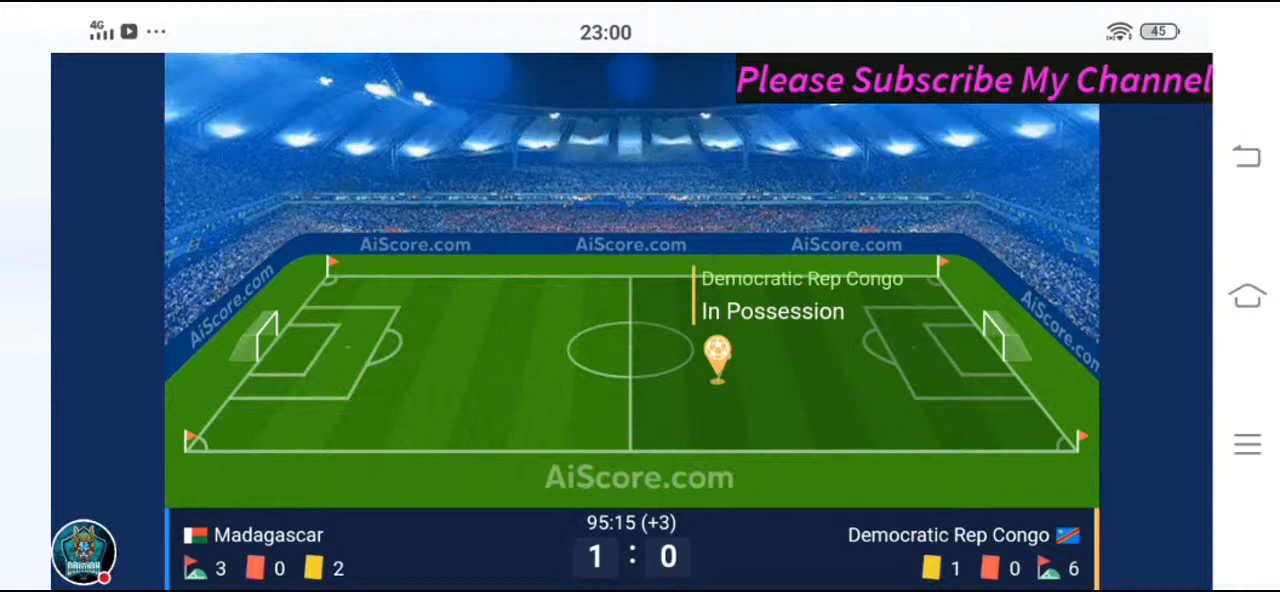 4G
23:00
45
Please Subscribe My Channel
AiScore.com
AiScore.com
AiScore.com
AiScore.com
AiScore.com
Democratic Rep Congo
In Possession
AiScore.com
Madagascar
95:15 (+3)
Democratic Rep Congo
1 : 0
3 0 2
1 0 6